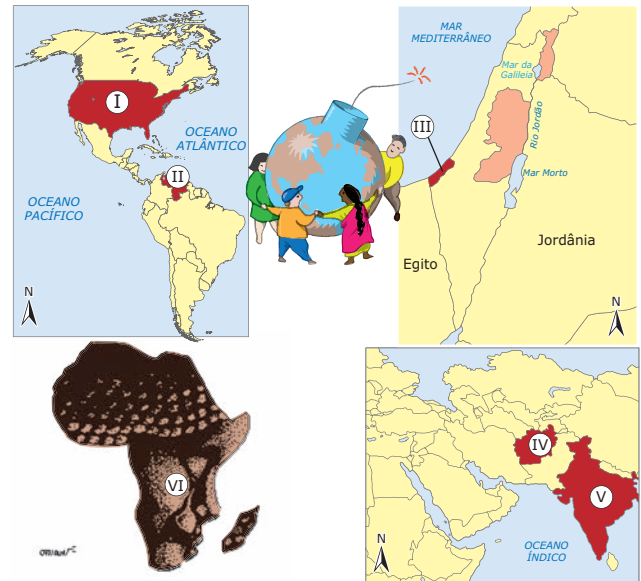 I
OCEANO
ATLÂNTICO
II
OCEANO
PACÍFICO
N
MAR
MEDITERRÂNEO
Mar da
Galileia
III
Rio Jordão
Mar Morto
Jordânia
Egito
N
VI
IV
V
OCEANO
ÍNDICO
N